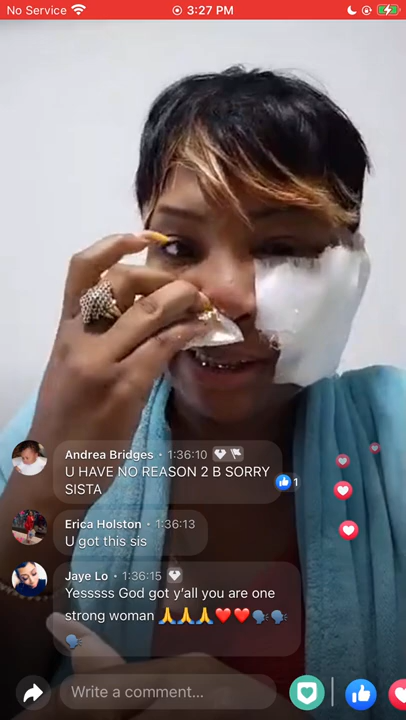 No Service 3:27 PM
Andrea Bridges · 1:36:10
U HAVE NO REASON 2 B SORRY
SISTA
1
Erica Holston · 1:36:13
U got this sis
Jaye Lo · 1:36:15
Yesssss God got y'all you are one
strong woman 🙏🙏🙏❤️❤️🗣️🗣️
🗣️
Write a comment...